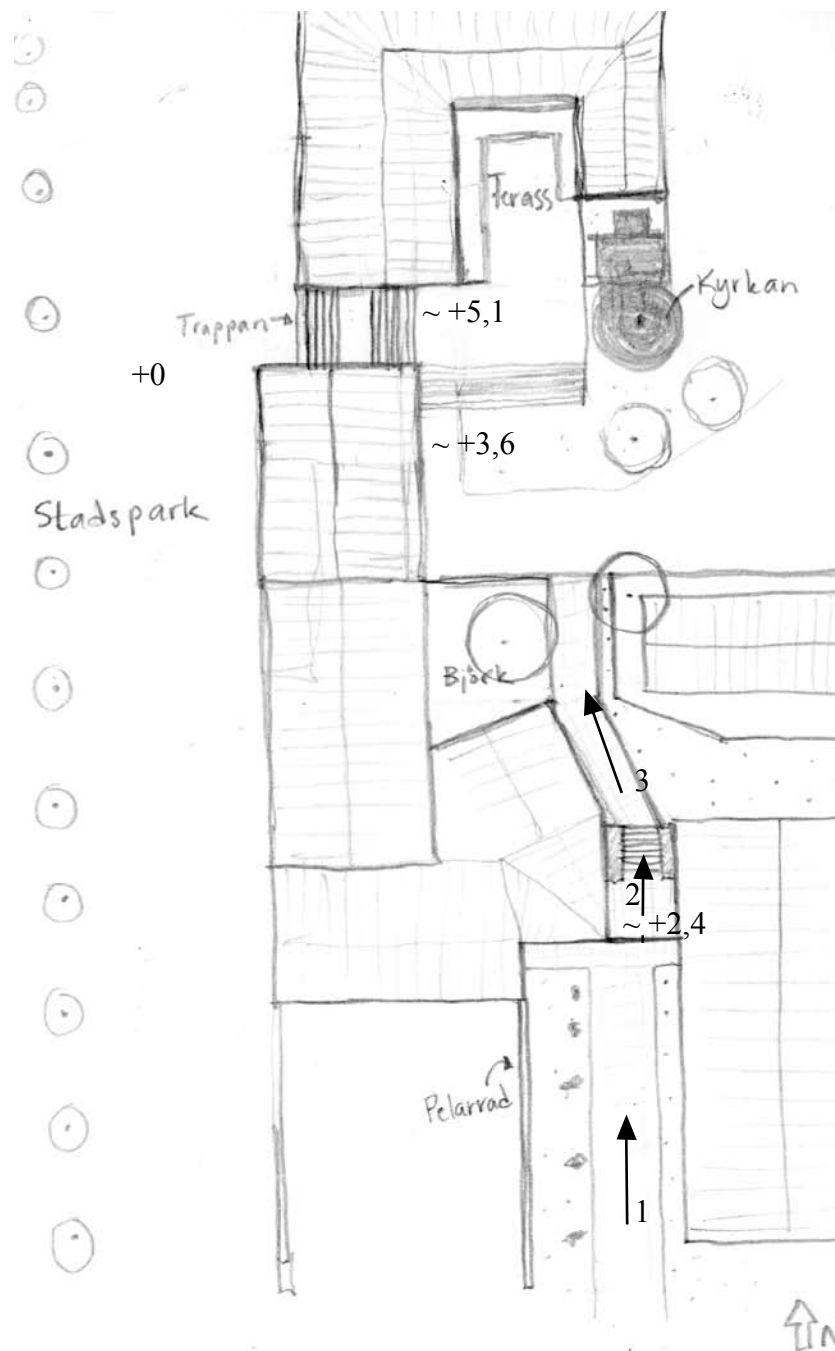 Terass
Kyrkan
Trappan
~ +5,1
+0
~ +3,6
Stadspark
Björk
3
2
~ +2,4
Pelarrad
1
N